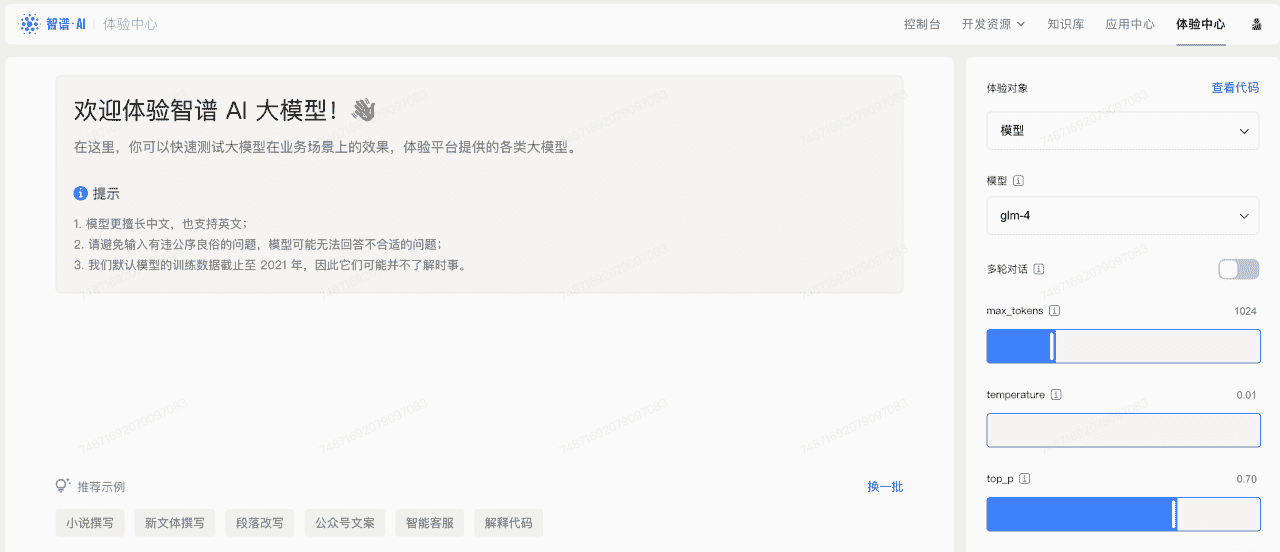 智谱·AI 体验中心 控制台 开发资源 知识库 应用中心 体验中心
欢迎体验智谱 AI 大模型！
在这里，你可以快速测试大模型在业务场景上的效果，体验平台提供的各类大模型。
提示
1. 模型更擅长中文，也支持英文；
2. 请避免输入有违公序良俗的问题，模型可能无法回答不合适的问题；
3. 我们默认模型的训练数据截止至 2021 年，因此它们可能并不了解时事。
推荐示例 换一批
小说撰写 新文体撰写 段落改写 公众号文案 智能客服 解释代码
体验对象 查看代码
模型
模型
glm-4
多轮对话
max_tokens 1024
temperature 0.01
top_p 0.70
74871692079097083